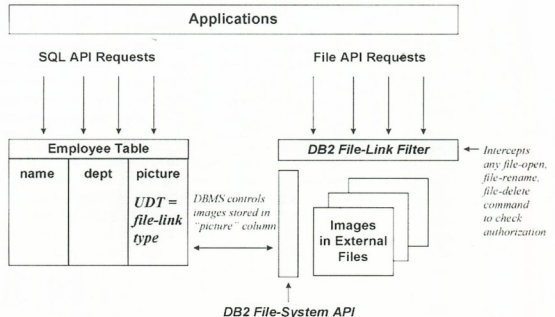 Applications
SQL API Requests
File API Requests
Employee Table
name
dept
picture
UDT =
file-link
type
DBMS controls
images stored in
"picture" column
DB2 File-Link Filter
Intercepts
any file-open,
file-rename,
file-delete
command
to check
authorization
Images
in External
Files
DB2 File-System API